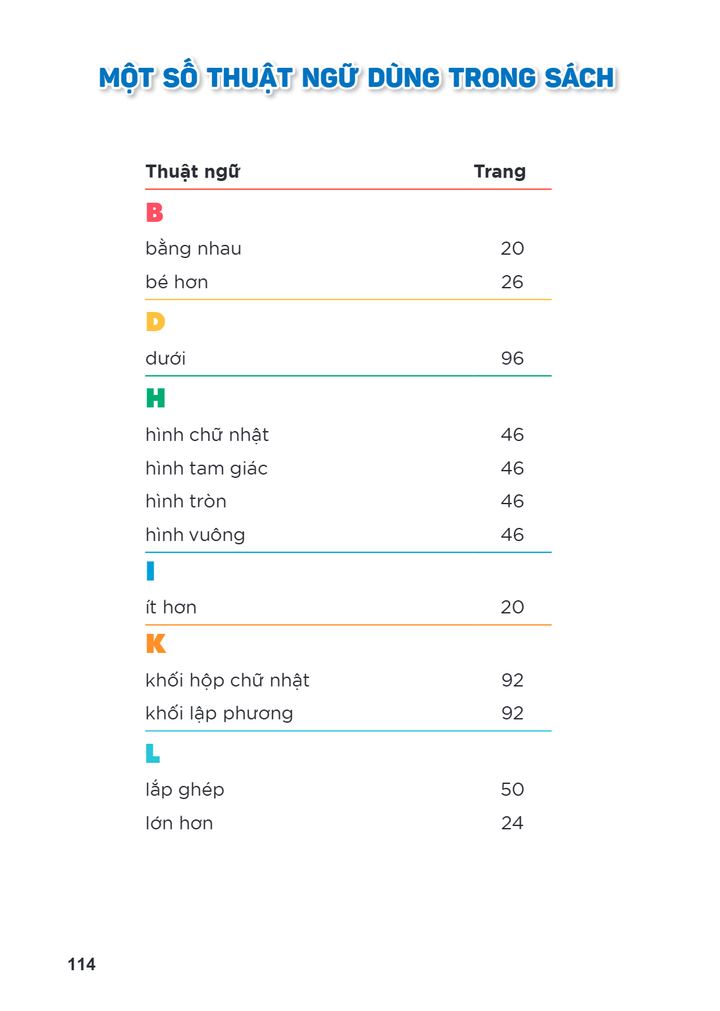 MỘT SỐ THUẬT NGỮ DÙNG TRONG SÁCH
Thuật ngữ Trang
B
bằng nhau 20
bé hơn 26
D
dưới 96
H
hình chữ nhật 46
hình tam giác 46
hình tròn 46
hình vuông 46
I
ít hơn 20
K
khối hộp chữ nhật 92
khối lập phương 92
L
lắp ghép 50
lớn hơn 24
114